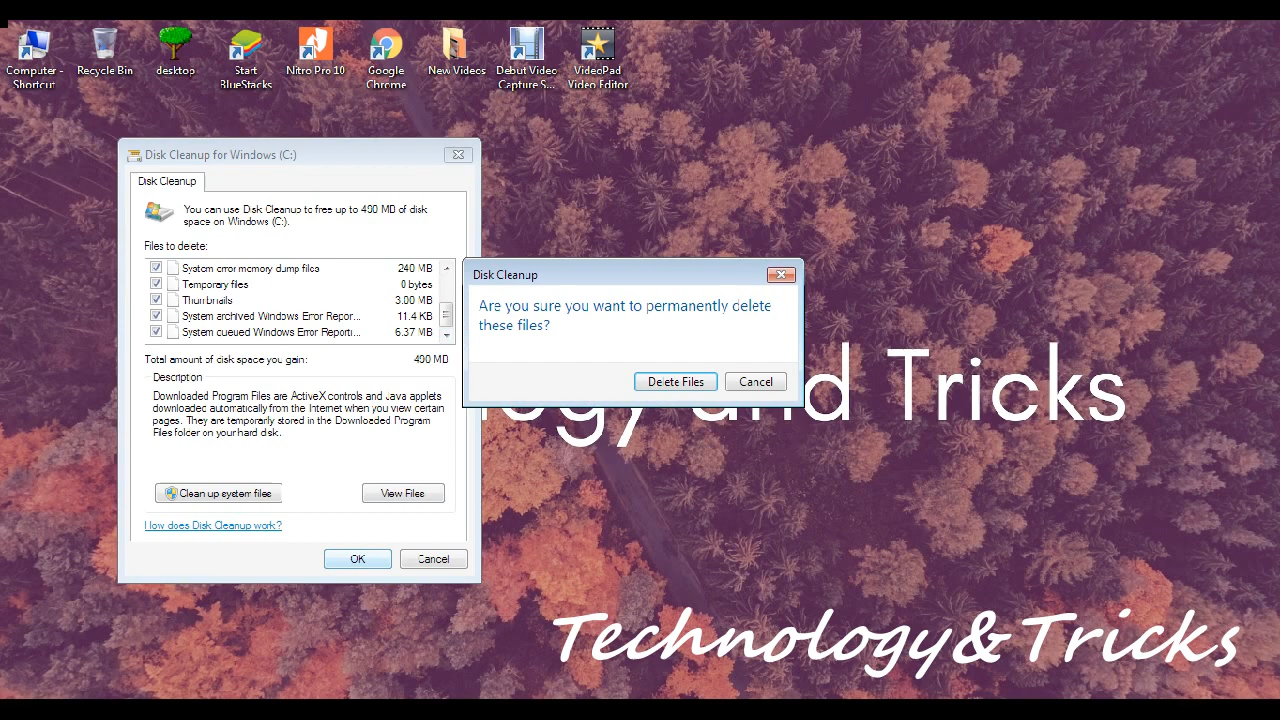 Computer -
Shortcut
Recycle Bin
desktop
Start
BlueStacks
Nitro Pro 10
Google
Chrome
New Videos
Debut Video
Capture S...
VideoPad
Video Editor
Disk Cleanup for Windows (C:)
Disk Cleanup
You can use Disk Cleanup to free up to 490 MB of disk
space on Windows (C:).
Files to delete:
System error memory dump files 240 MB
Temporary files 0 bytes
Thumbnails 3.00 MB
System archived Windows Error Repor... 11.4 KB
System queued Windows Error Reporti... 6.37 MB
Total amount of disk space you gain: 490 MB
Description
Downloaded Program Files are ActiveX controls and Java applets
downloaded automatically from the Internet when you view certain
pages. They are temporarily stored in the Downloaded Program
Files folder on your hard disk.
Clean up system files
View Files
How does Disk Cleanup work?
OK
Cancel
Disk Cleanup
Are you sure you want to permanently delete
these files?
Delete Files
Cancel
ogy and Tricks
Technology&Tricks